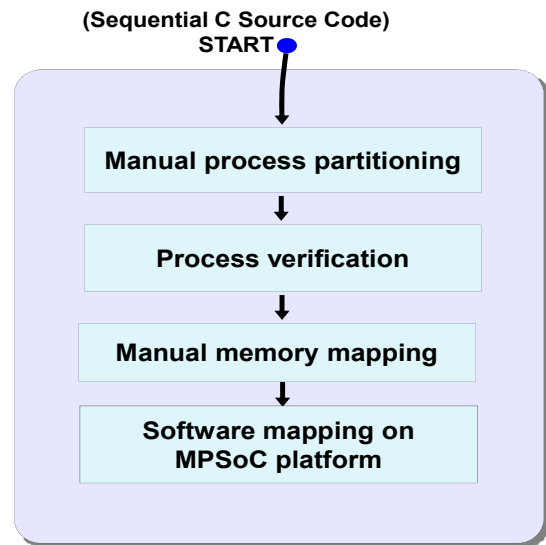 (Sequential C Source Code)
START
Manual process partitioning
Process verification
Manual memory mapping
Software mapping on
MPSoC platform